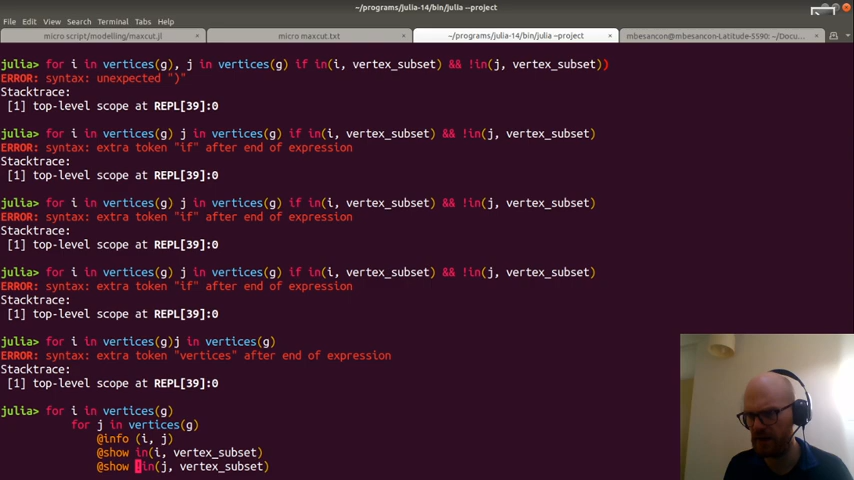 ~/programs/julia-14/bin/julia --project
File Edit View Search Terminal Tabs Help
micro script/modelling/maxcut.jl × micro maxcut.txt × ~/programs/julia-14/bin/julia --project × mbesancon@mbesancon-Latitude-5590: ~/Docu... ×
julia> for i in vertices(g), j in vertices(g) if in(i, vertex_subset) && !in(j, vertex_subset))
ERROR: syntax: unexpected ")"
Stacktrace:
[1] top-level scope at REPL[39]:0
julia> for i in vertices(g) j in vertices(g) if in(i, vertex_subset) && !in(j, vertex_subset)
ERROR: syntax: extra token "if" after end of expression
Stacktrace:
[1] top-level scope at REPL[39]:0
julia> for i in vertices(g) j in vertices(g) if in(i, vertex_subset) && !in(j, vertex_subset)
ERROR: syntax: extra token "if" after end of expression
Stacktrace:
[1] top-level scope at REPL[39]:0
julia> for i in vertices(g) j in vertices(g) if in(i, vertex_subset) && !in(j, vertex_subset)
ERROR: syntax: extra token "if" after end of expression
Stacktrace:
[1] top-level scope at REPL[39]:0
julia> for i in vertices(g)j in vertices(g)
ERROR: syntax: extra token "vertices" after end of expression
Stacktrace:
[1] top-level scope at REPL[39]:0
julia> for i in vertices(g)
for j in vertices(g)
@info (i, j)
@show in(i, vertex_subset)
@show !in(j, vertex_subset)